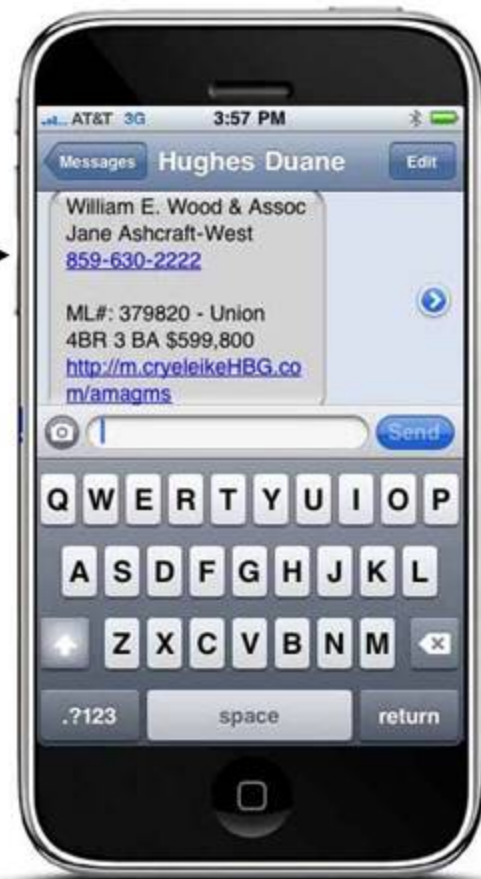 AT&T 3G 3:57 PM
Messages Hughes Duane Edit
William E. Wood & Assoc
Jane Ashcraft-West
859-630-2222
ML#: 379820 - Union
4BR 3 BA $599,800
http://m.cryeleikeHBG.co
m/amagms
Send
Q W E R T Y U I O P
A S D F G H J K L
Z X C V B N M
.?123 space return